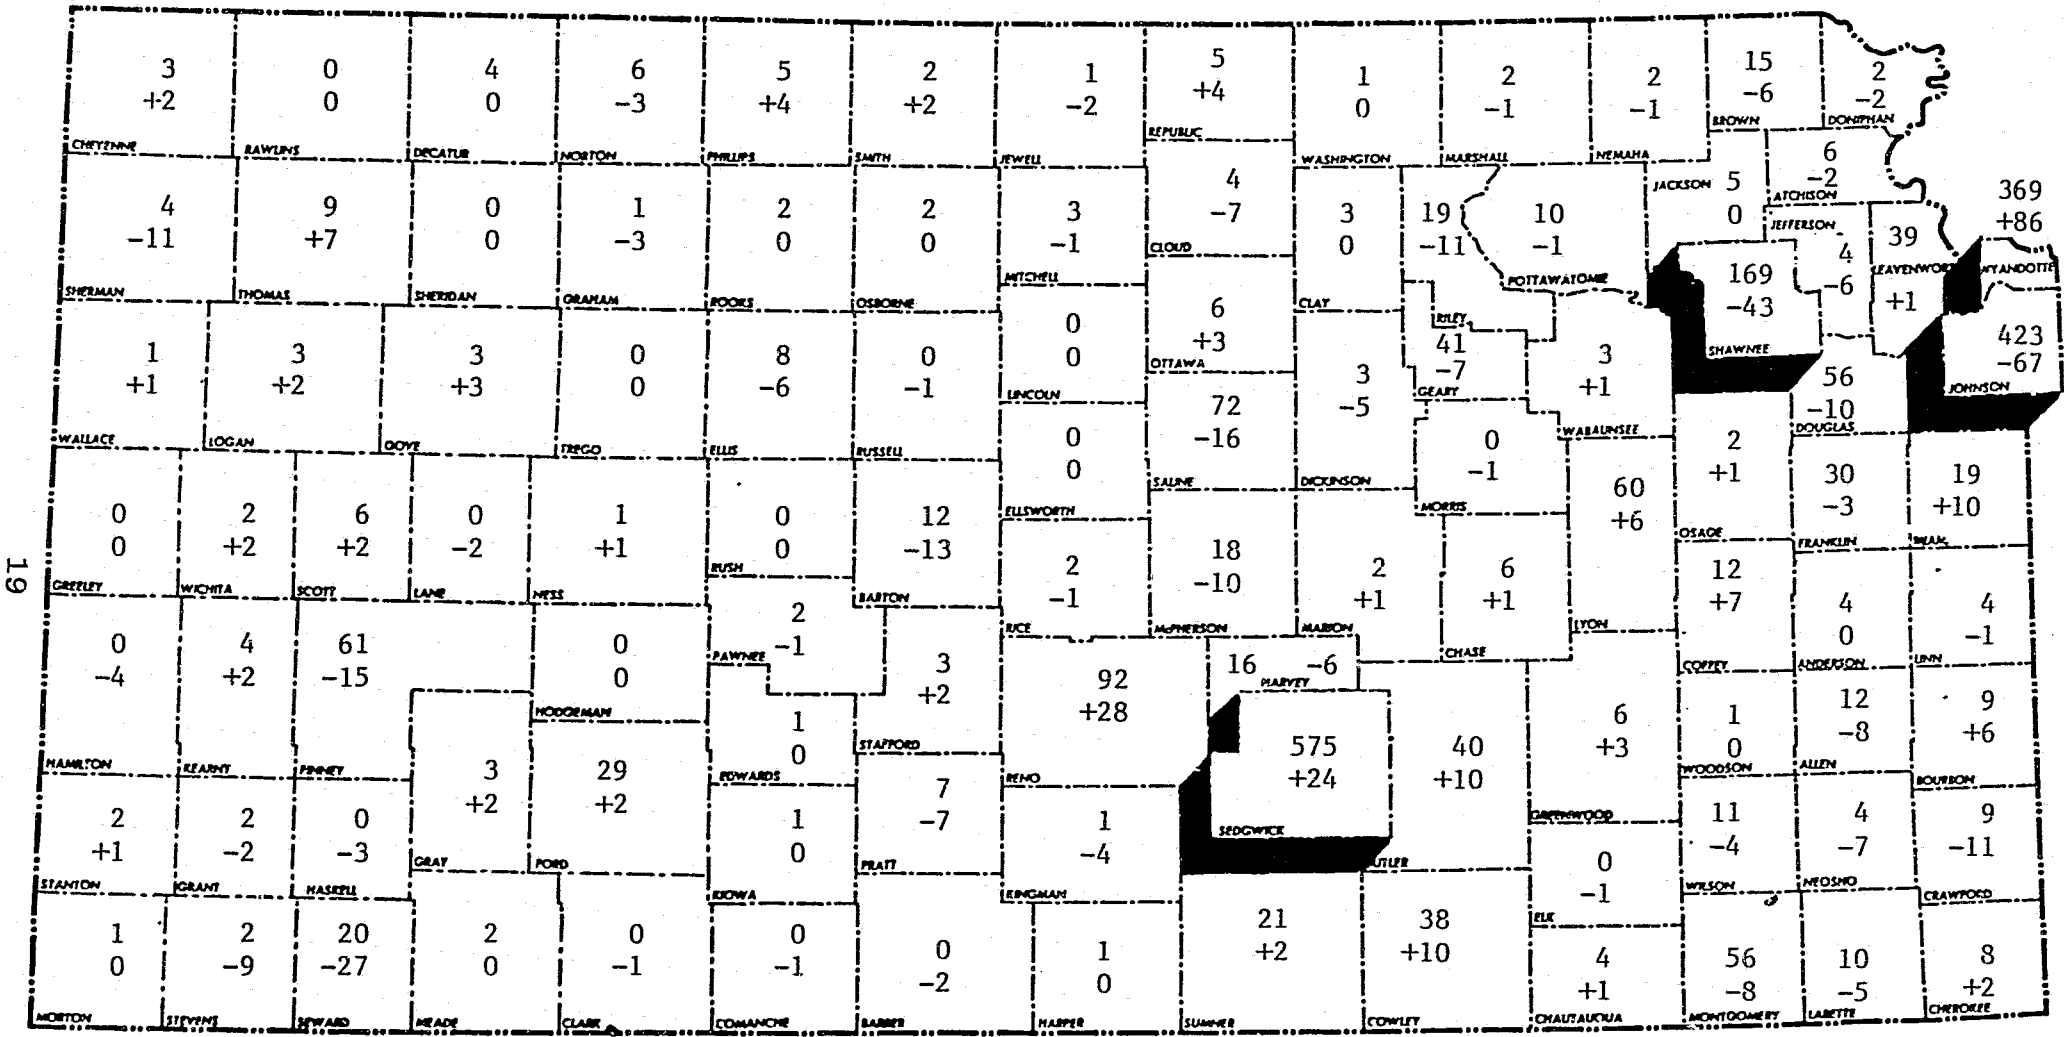 3
+2
CHEYENNE
0
0
RAWLINS
4
0
DECATUR
6
-3
NORTON
5
+4
PHILLIPS
2
+2
SMITH
1
-2
JEWELL
5
+4
REPUBLIC
1
0
WASHINGTON
2
-1
MARSHALL
2
-1
NEMAHA
15
-6
BROWN
2
-2
DONIPHAN
4
-11
SHERMAN
9
+7
THOMAS
0
0
SHERIDAN
1
-3
GRAHAM
2
0
ROOKS
2
0
OSBORNE
3
-1
MITCHELL
4
-7
CLOUD
3
0
CLAY
19
-11
RILEY
10
-1
POTTAWATOMIE
JACKSON 5
0
6
-2
ATCHISON
JEFFERSON
4
-6
39
LEAVENWORT
+1
369
+86
WYANDOTTE
169
-43
SHAWNEE
423
-67
JOHNSON
1
+1
WALLACE
3
+2
LOGAN
3
+3
GOVE
0
0
TREGO
8
-6
ELLIS
0
-1
RUSSELL
0
0
LINCOLN
6
+3
OTTAWA
3
-5
DICKINSON
41
-7
GEARY
3
+1
WABAUNSEE
56
-10
DOUGLAS
0
0
GREELEY
2
+2
WICHITA
6
+2
SCOTT
0
-2
LANE
1
+1
NESS
0
0
RUSH
12
-13
BARTON
0
0
ELLSWORTH
72
-16
SALINE
0
-1
MORRIS
60
+6
LYON
2
+1
OSAGE
30
-3
FRANKLIN
19
+10
MIAMI
19
0
-4
HAMILTON
4
+2
KEARNY
61
-15
FINNEY
0
0
HODGEMAN
2
-1
PAWNEE
3
+2
STAFFORD
2
-1
RICE
18
-10
McPHERSON
2
+1
MARION
6
+1
CHASE
12
+7
COFFEY
4
0
ANDERSON
4
-1
LINN
3
+2
GRAY
29
+2
FORD
1
0
EDWARDS
92
+28
RENO
16 -6
HARVEY
575
+24
SEDGWICK
40
+10
UTLER
6
+3
GREENWOOD
1
0
WOODSON
12
-8
ALLEN
9
+6
BOURBON
2
+1
STANTON
2
-2
GRANT
0
-3
HASKELL
1
0
KIOWA
7
-7
PRATT
1
-4
KINGMAN
0
-1
ELK
11
-4
WILSON
4
-7
NEOSHO
9
-11
CRAWFORD
1
0
MORTON
2
-9
STEVENS
20
-27
SEWARD
2
0
MEADE
0
-1
CLARK
0
-1
COMANCHE
0
-2
BARBER
1
0
HARPER
21
+2
SUMNER
38
+10
COWLEY
4
+1
CHAUTAUQUA
56
-8
MONTGOMERY
10
-5
LABETTE
8
+2
CHEROKEE